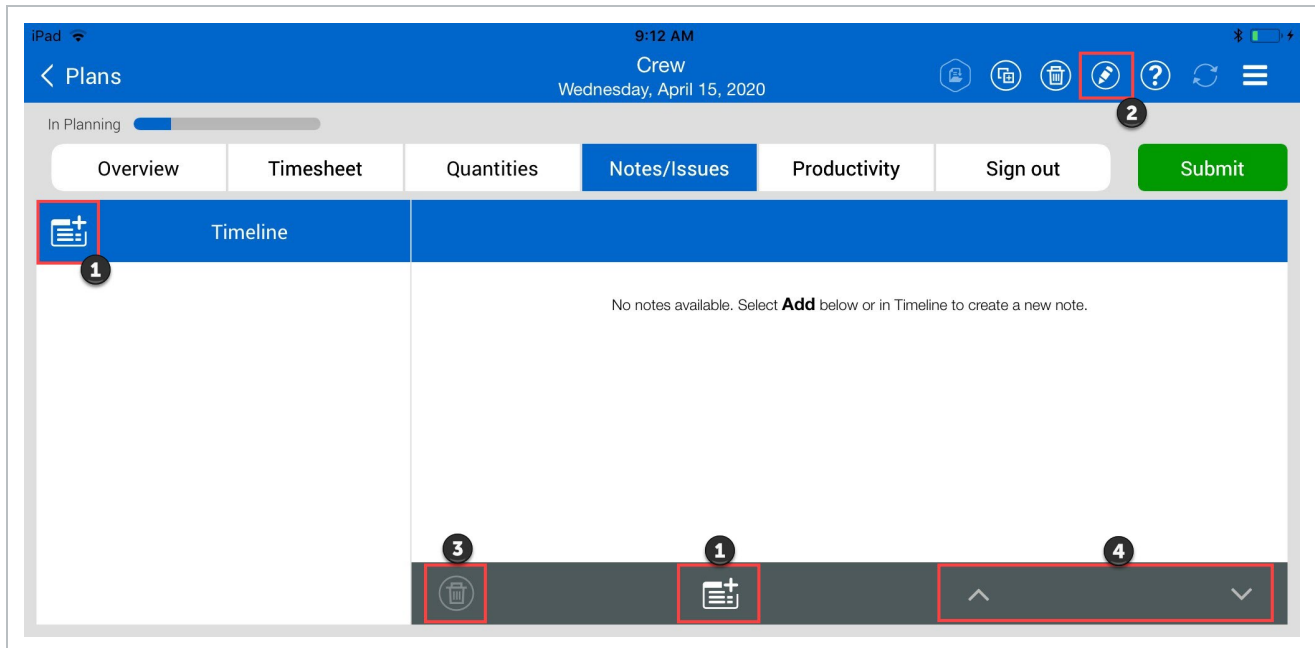 iPad 9:12 AM
Plans
Crew
Wednesday, April 15, 2020
?
2
In Planning
Overview Timesheet Quantities Notes/Issues Productivity Sign out Submit
Timeline
1
No notes available. Select Add below or in Timeline to create a new note.
3 1 4